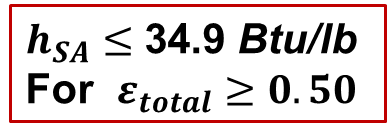 h_SA ≤ 34.9 Btu/lb
For ε_total ≥ 0.50